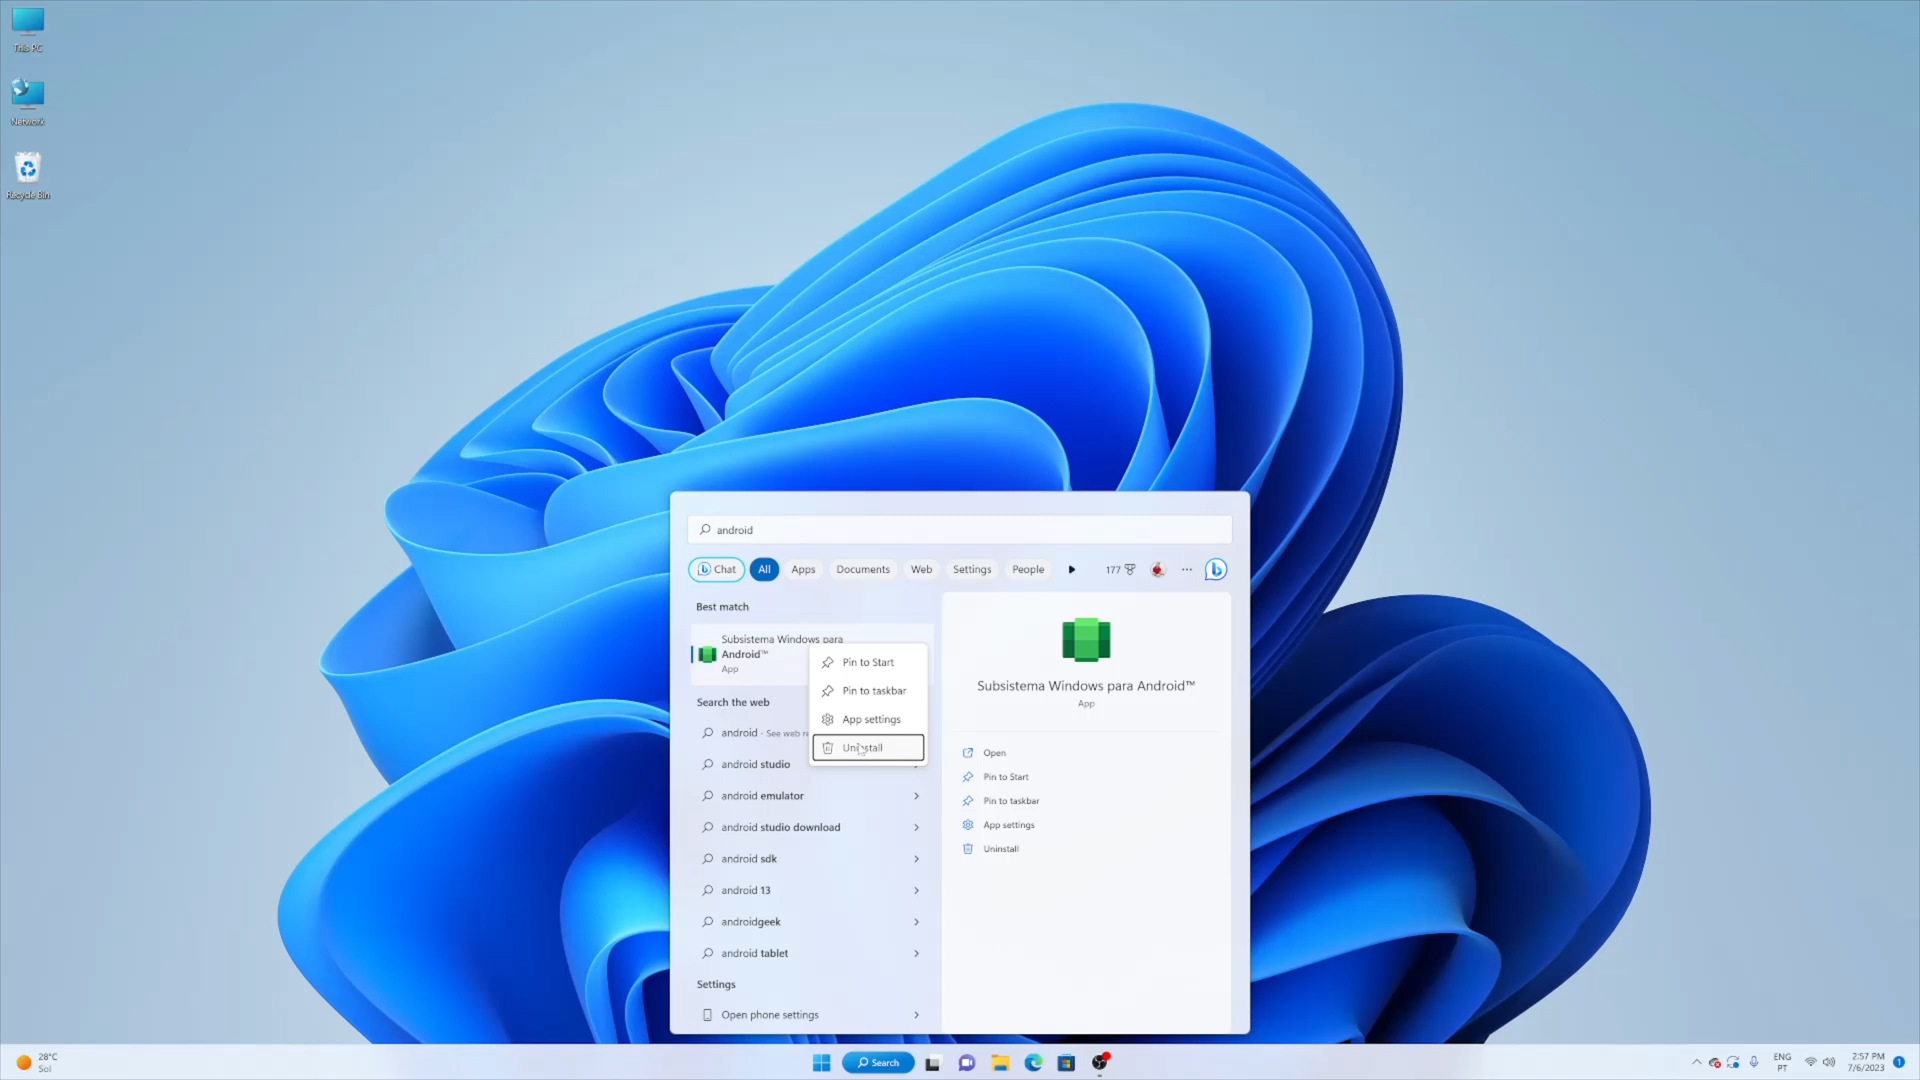 This PC
Network
Recycle Bin
android
Chat
All
Apps
Documents
Web
Settings
People
177
Best match
Subsistema Windows para
Android™
App
Pin to Start
Pin to taskbar
App settings
Uninstall
Search the web
android - See web re
android studio
android emulator
android studio download
android sdk
android 13
androidgeek
android tablet
Settings
Open phone settings
Subsistema Windows para Android™
App
Open
Pin to Start
Pin to taskbar
App settings
Uninstall
28°C
Sol
Search
ENG
PT
2:57 PM
7/6/2023
1